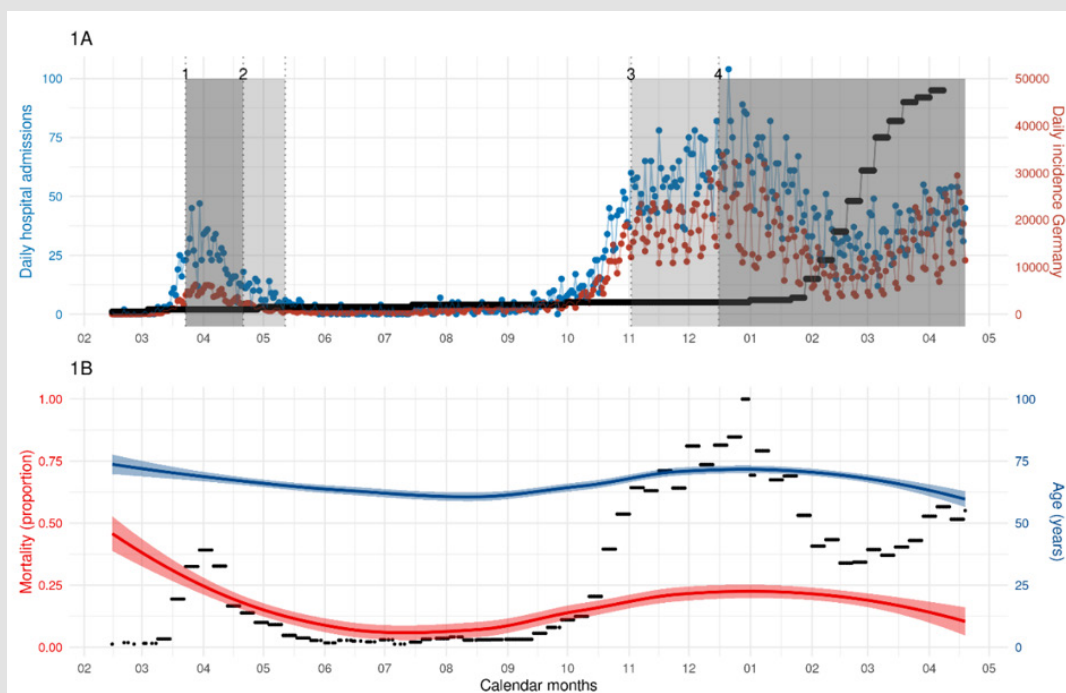 1A
1 2 3 4
100 50000
75 40000
50 30000
25 20000
0 10000
0
Daily hospital admissions
Daily incidence Germany
02 03 04 05 06 07 08 09 10 11 12 01 02 03 04 05
1B
1.00 100
0.75 75
0.50 50
0.25 25
0.00 0
Mortality (proportion)
Age (years)
02 03 04 05 06 07 08 09 10 11 12 01 02 03 04 05
Calendar months